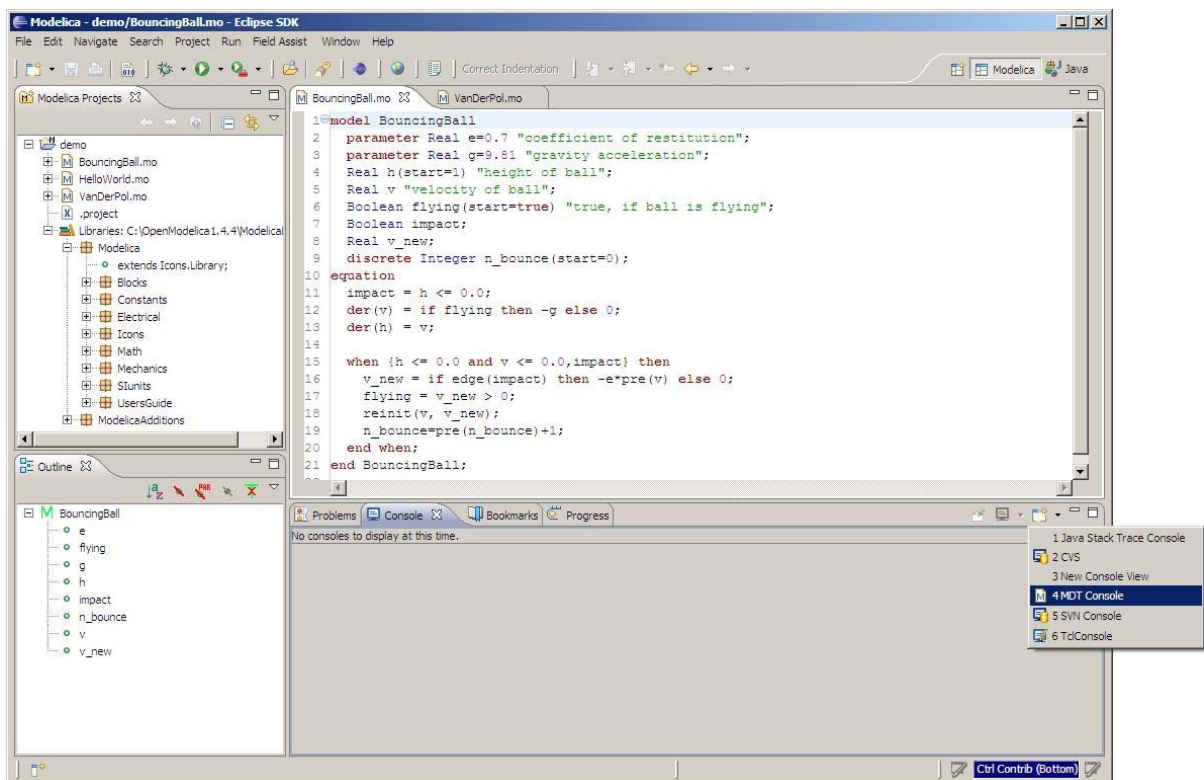 Modelica - demo/BouncingBall.mo - Eclipse SDK
File Edit Navigate Search Project Run Field Assist Window Help
Correct Indentation
Modelica
Java
Modelica Projects
demo
BouncingBall.mo
HelloWorld.mo
VanDerPol.mo
.project
Libraries: C:\OpenModelica1.4.4\Modelical
Modelica
extends Icons.Library;
Blocks
Constants
Electrical
Icons
Math
Mechanics
SIunits
UsersGuide
ModelicaAdditions
BouncingBall.mo
VanDerPol.mo
1 model BouncingBall
2 parameter Real e=0.7 "coefficient of restitution";
3 parameter Real g=9.81 "gravity acceleration";
4 Real h(start=1) "height of ball";
5 Real v "velocity of ball";
6 Boolean flying(start=true) "true, if ball is flying";
7 Boolean impact;
8 Real v_new;
9 discrete Integer n_bounce(start=0);
10 equation
11 impact = h <= 0.0;
12 der(v) = if flying then -g else 0;
13 der(h) = v;
14
15 when {h <= 0.0 and v <= 0.0,impact} then
16 v_new = if edge(impact) then -e*pre(v) else 0;
17 flying = v_new > 0;
18 reinit(v, v_new);
19 n_bounce=pre(n_bounce)+1;
20 end when;
21 end BouncingBall;
Outline
BouncingBall
e
flying
g
h
impact
n_bounce
v
v_new
Problems
Console
Bookmarks
Progress
No consoles to display at this time.
1 Java Stack Trace Console
2 CVS
3 New Console View
4 MDT Console
5 SVN Console
6 TclConsole
Ctrl Contrib (Bottom)